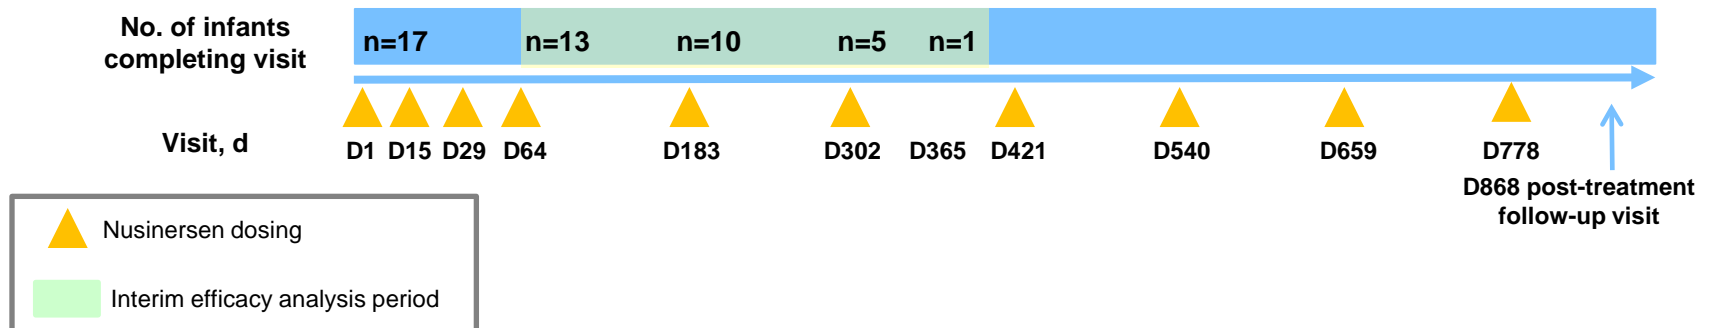 No. of infants
completing visit
n=17 n=13 n=10 n=5 n=1
Visit, d
D1 D15 D29 D64 D183 D302 D365 D421 D540 D659 D778
D868 post-treatment
follow-up visit
Nusinersen dosing
Interim efficacy analysis period